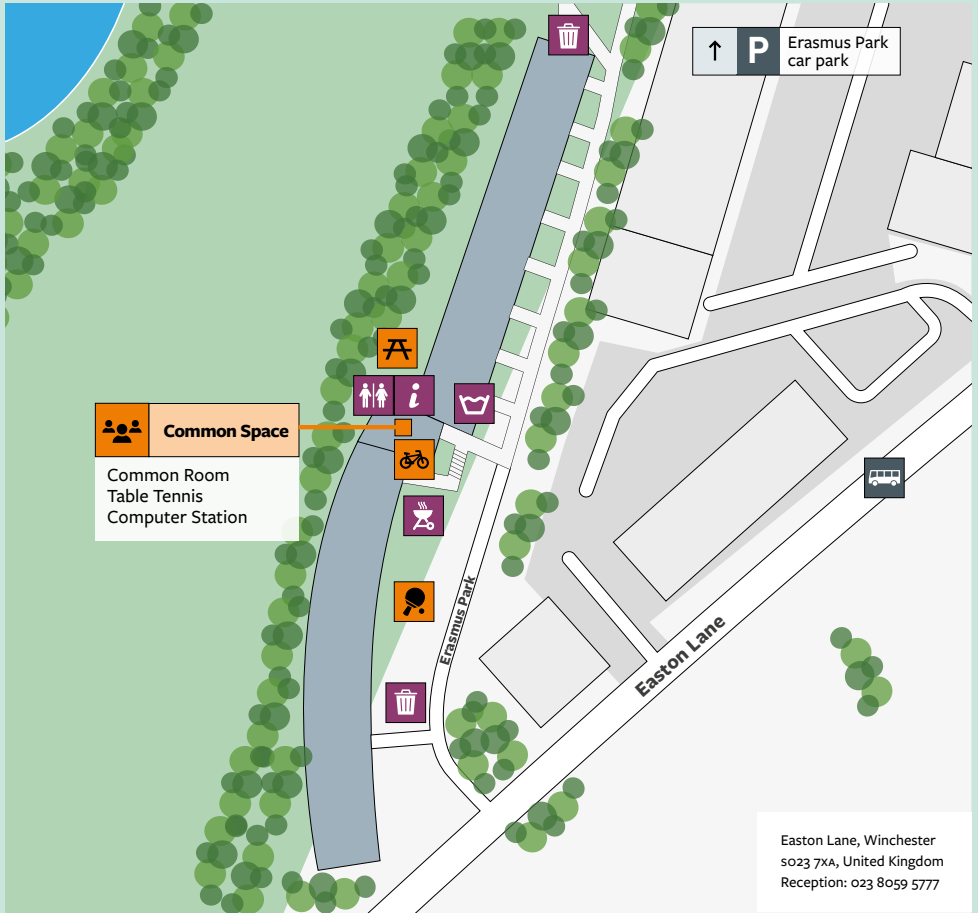 ↑ P Erasmus Park
car park
Common Space
Common Room
Table Tennis
Computer Station
Erasmus Park
Easton Lane
Easton Lane, Winchester
SO23 7XA, United Kingdom
Reception: 023 8059 5777